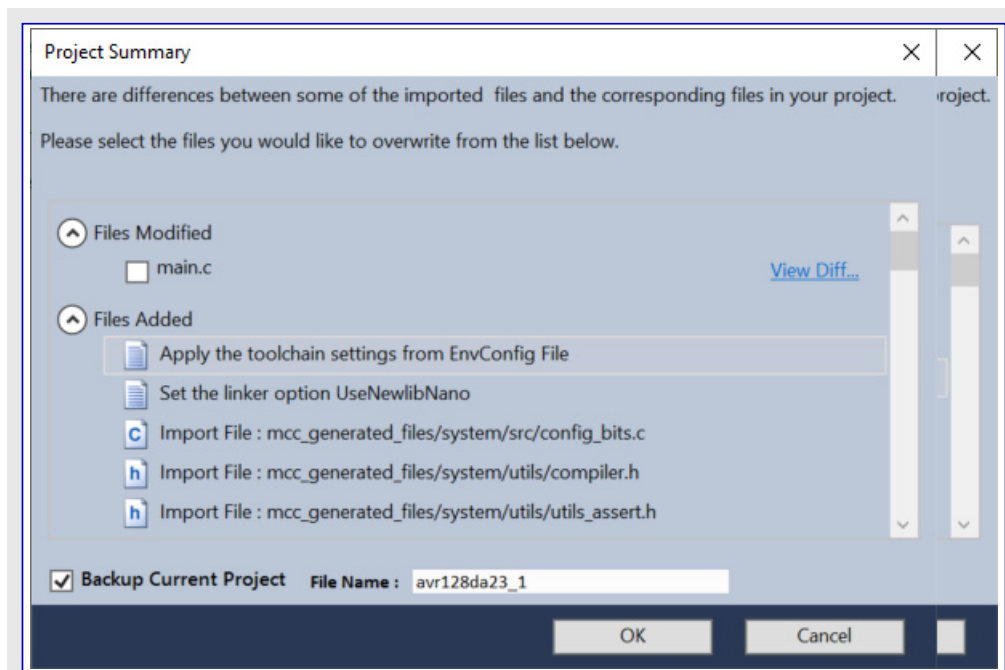 Project Summary
There are differences between some of the imported files and the corresponding files in your project.
roject.
Please select the files you would like to overwrite from the list below.
Files Modified
main.c
View Diff...
Files Added
Apply the toolchain settings from EnvConfig File
Set the linker option UseNewlibNano
Import File : mcc_generated_files/system/src/config_bits.c
Import File : mcc_generated_files/system/utils/compiler.h
Import File : mcc_generated_files/system/utils/utils_assert.h
Backup Current Project File Name : avr128da23_1
OK Cancel